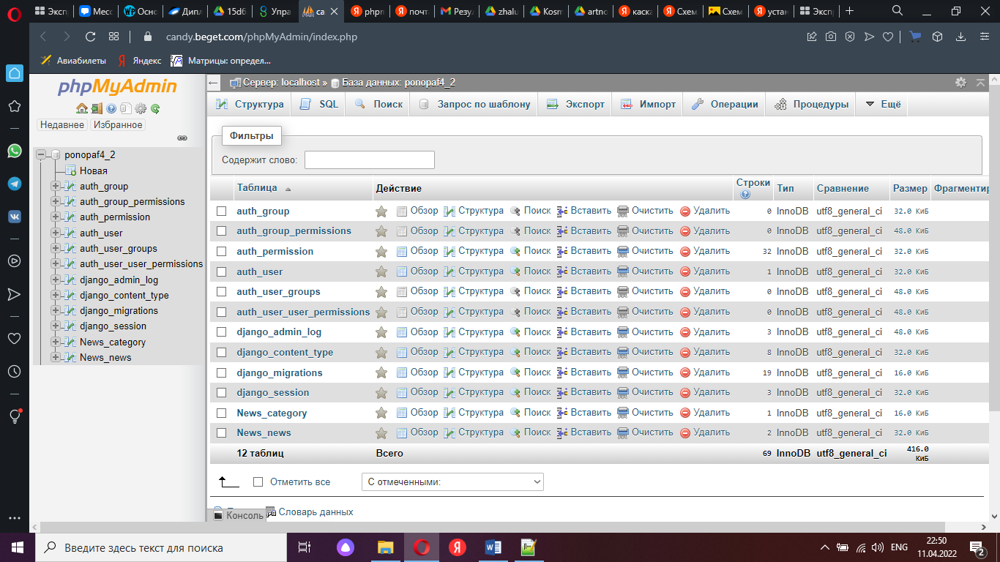 Экспр
Месс
Осно
Дипл
15d6
Упра
ca
phpm
почт
Резул
zhalu
Kosm
artno
каска
Схем
Схем
устан
Экспр
candy.beget.com/phpMyAdmin/index.php
Авиабилеты
Яндекс
Матрицы: определ...
phpMyAdmin
Недавнее
Избранное
ponopaf4_2
Новая
auth_group
auth_group_permissions
auth_permission
auth_user
auth_user_groups
auth_user_user_permissions
django_admin_log
django_content_type
django_migrations
django_session
News_category
News_news
Сервер: localhost » База данных: ponopaf4_2
Структура SQL Поиск Запрос по шаблону Экспорт Импорт Операции Процедуры Ещё
Фильтры
Содержит слово:
Таблица Действие Строки Тип Сравнение Размер Фрагментир
auth_group Обзор Структура Поиск Вставить Очистить Удалить 0 InnoDB utf8_general_ci 32.0 КиБ
auth_group_permissions Обзор Структура Поиск Вставить Очистить Удалить 0 InnoDB utf8_general_ci 48.0 КиБ
auth_permission Обзор Структура Поиск Вставить Очистить Удалить 32 InnoDB utf8_general_ci 32.0 КиБ
auth_user Обзор Структура Поиск Вставить Очистить Удалить 1 InnoDB utf8_general_ci 32.0 КиБ
auth_user_groups Обзор Структура Поиск Вставить Очистить Удалить 0 InnoDB utf8_general_ci 48.0 КиБ
auth_user_user_permissions Обзор Структура Поиск Вставить Очистить Удалить 0 InnoDB utf8_general_ci 48.0 КиБ
django_admin_log Обзор Структура Поиск Вставить Очистить Удалить 3 InnoDB utf8_general_ci 48.0 КиБ
django_content_type Обзор Структура Поиск Вставить Очистить Удалить 8 InnoDB utf8_general_ci 32.0 КиБ
django_migrations Обзор Структура Поиск Вставить Очистить Удалить 19 InnoDB utf8_general_ci 16.0 КиБ
django_session Обзор Структура Поиск Вставить Очистить Удалить 3 InnoDB utf8_general_ci 32.0 КиБ
News_category Обзор Структура Поиск Вставить Очистить Удалить 1 InnoDB utf8_general_ci 16.0 КиБ
News_news Обзор Структура Поиск Вставить Очистить Удалить 2 InnoDB utf8_general_ci 32.0 КиБ
12 таблиц Всего 69 InnoDB utf8_general_ci 416.0 КиБ
Отметить все
С отмеченными:
Консоль
Словарь данных
Введите здесь текст для поиска
ENG
22:50
11.04.2022
2